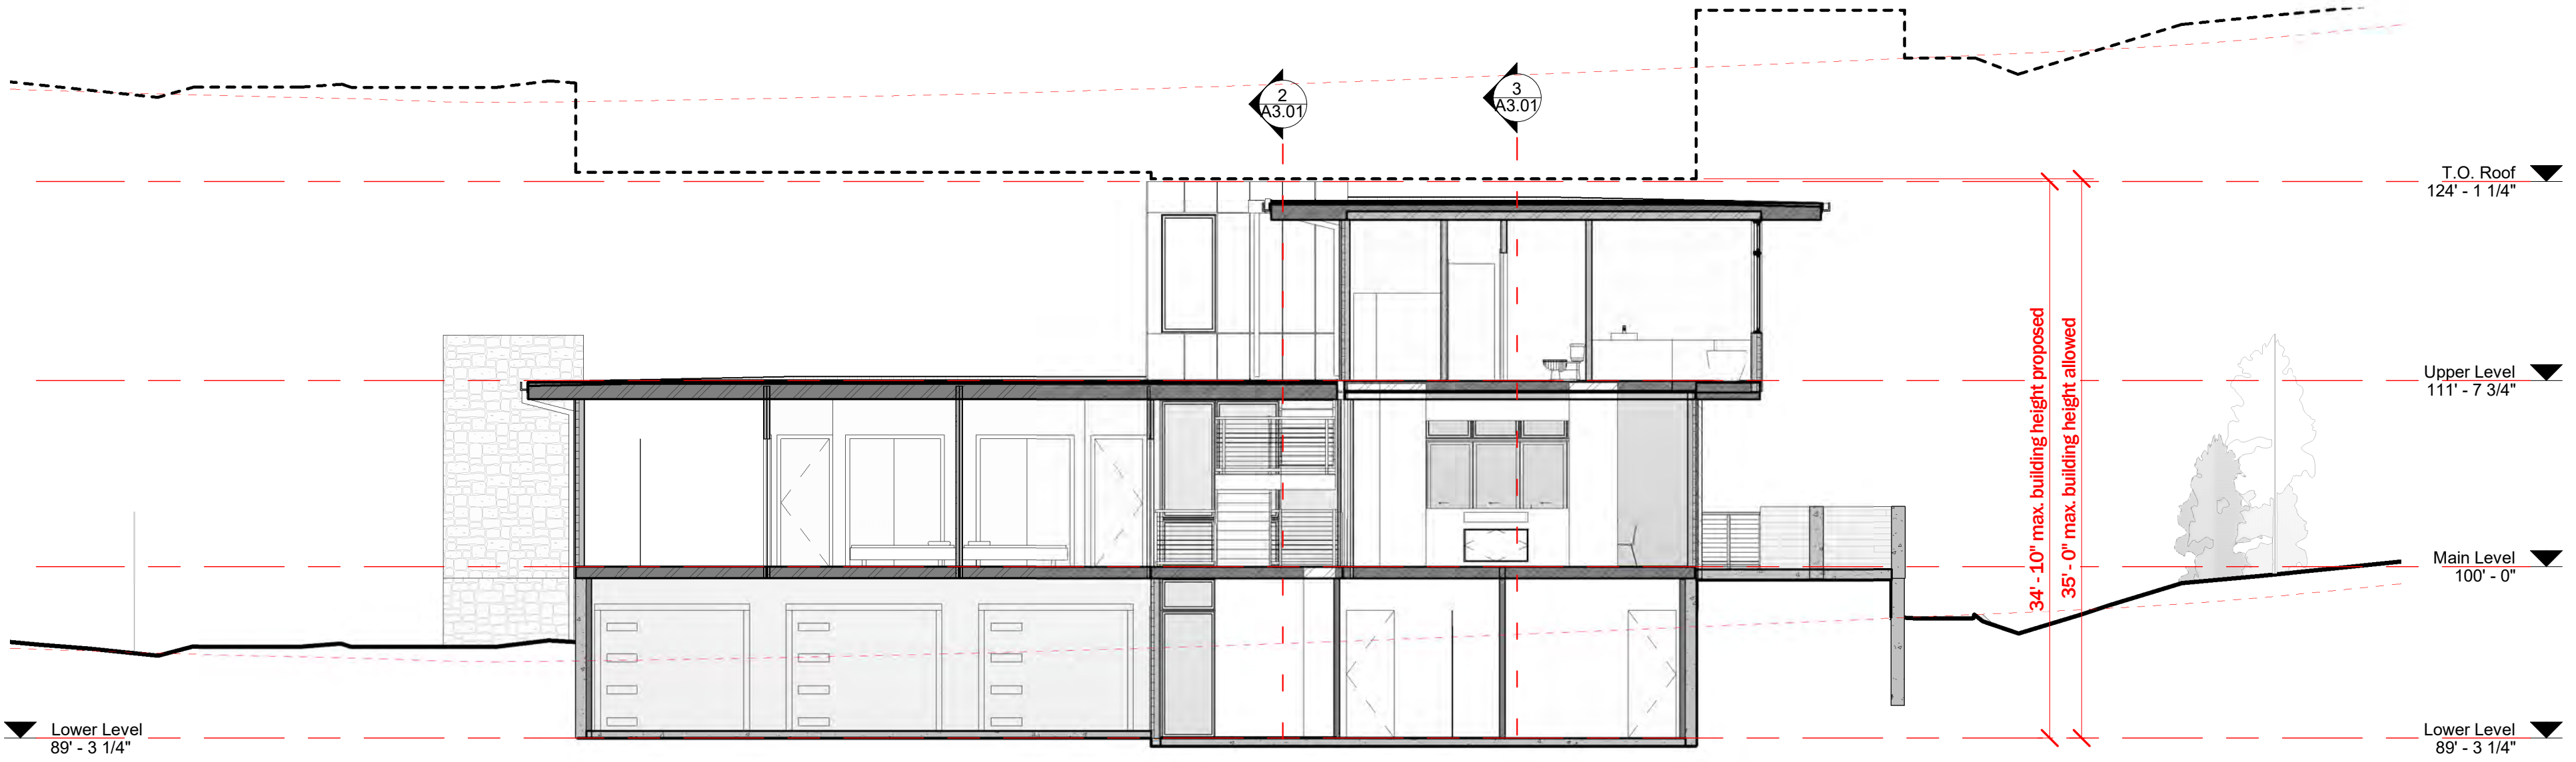 2
A3.01
3
A3.01
T.O. Roof
124' - 1 1/4"
Upper Level
111' - 7 3/4"
34' - 10" max. building height proposed
35' - 0" max. building height allowed
Main Level
100' - 0"
Lower Level
89' - 3 1/4"
Lower Level
89' - 3 1/4"